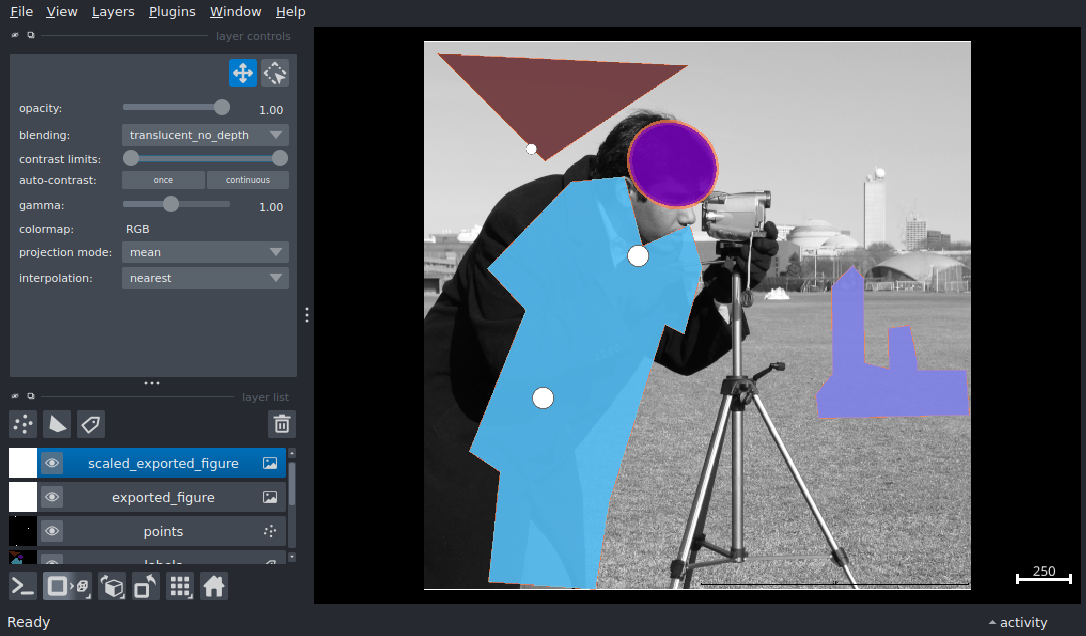 File View Layers Plugins Window Help
layer controls
opacity: 1.00
blending: translucent_no_depth
contrast limits:
auto-contrast: once continuous
gamma: 1.00
colormap: RGB
projection mode: mean
interpolation: nearest
layer list
scaled_exported_figure
exported_figure
points
labels
250
Ready activity